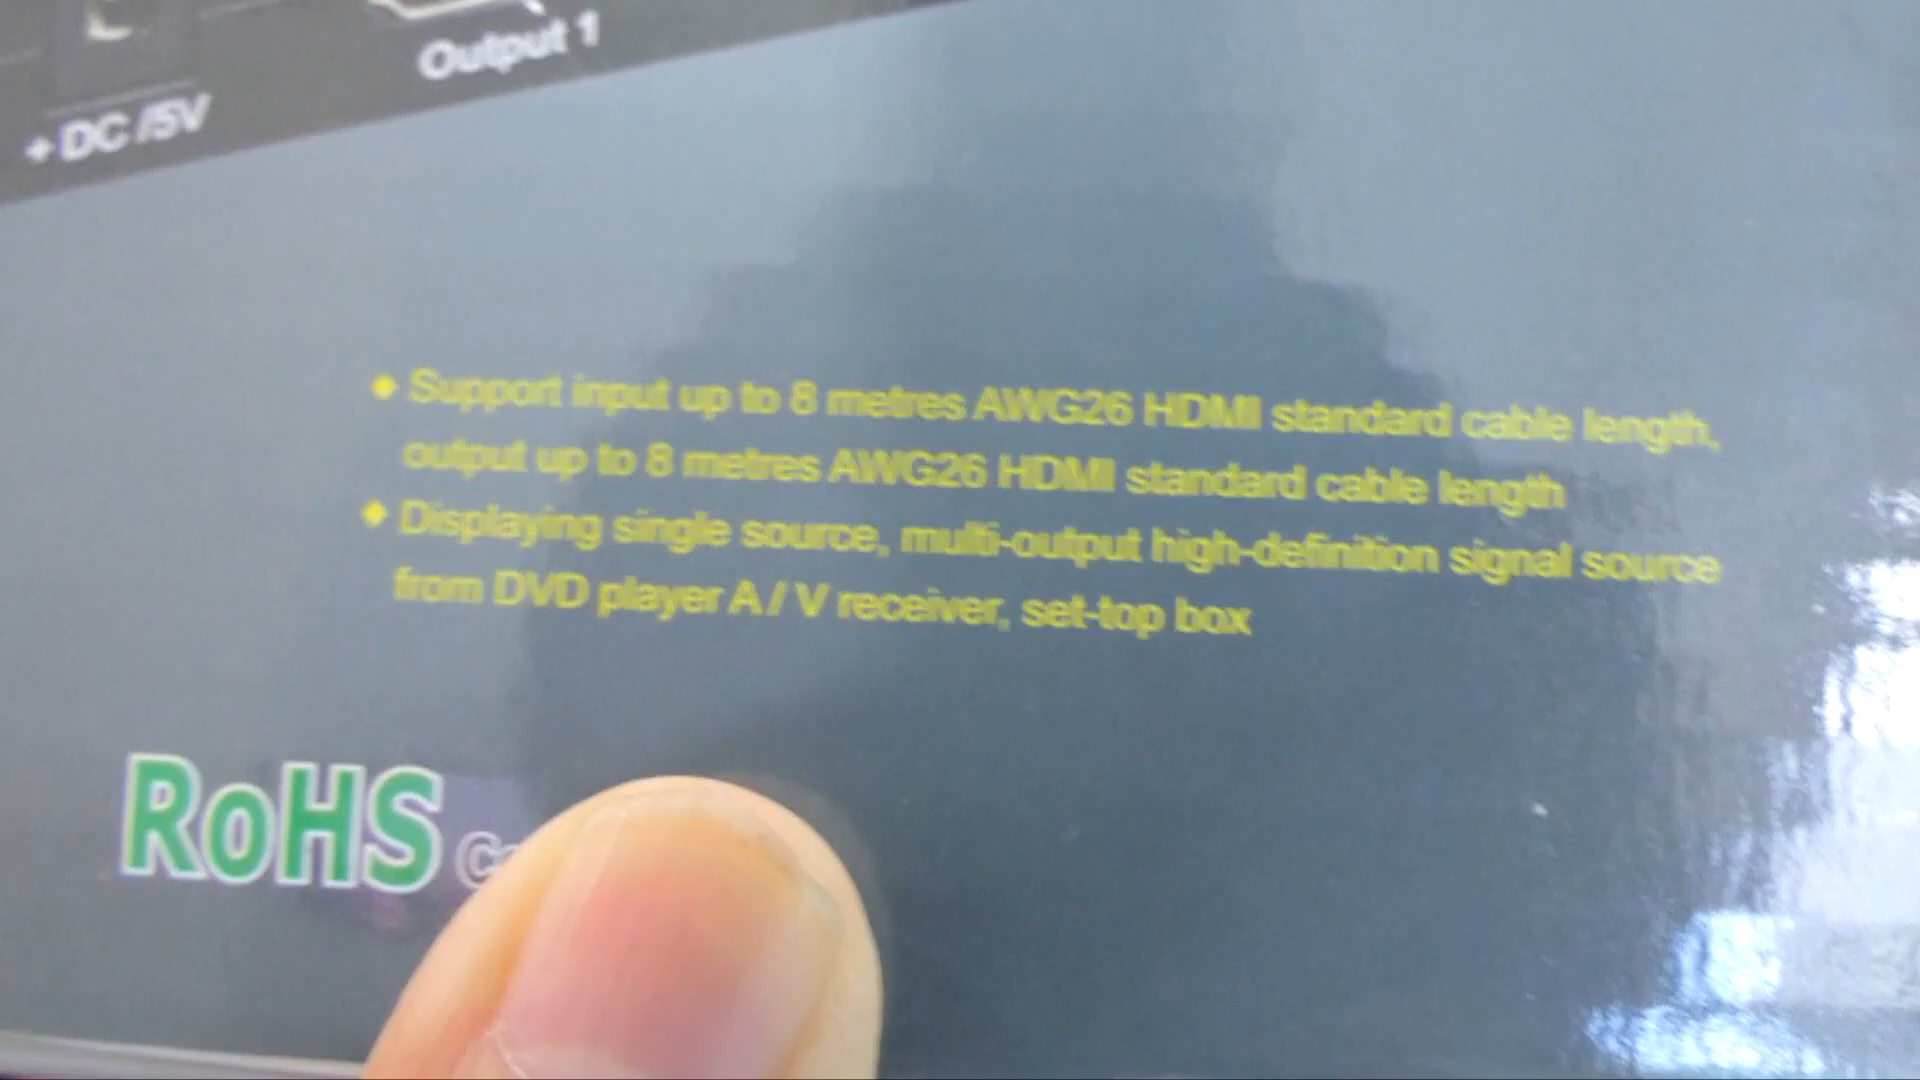 Output 1
+ DC /5V
Support input up to 8 metres AWG26 HDMI standard cable length,
output up to 8 metres AWG26 HDMI standard cable length
Displaying single source, multi-output high-definition signal source
from DVD player A / V receiver, set-top box
RoHS